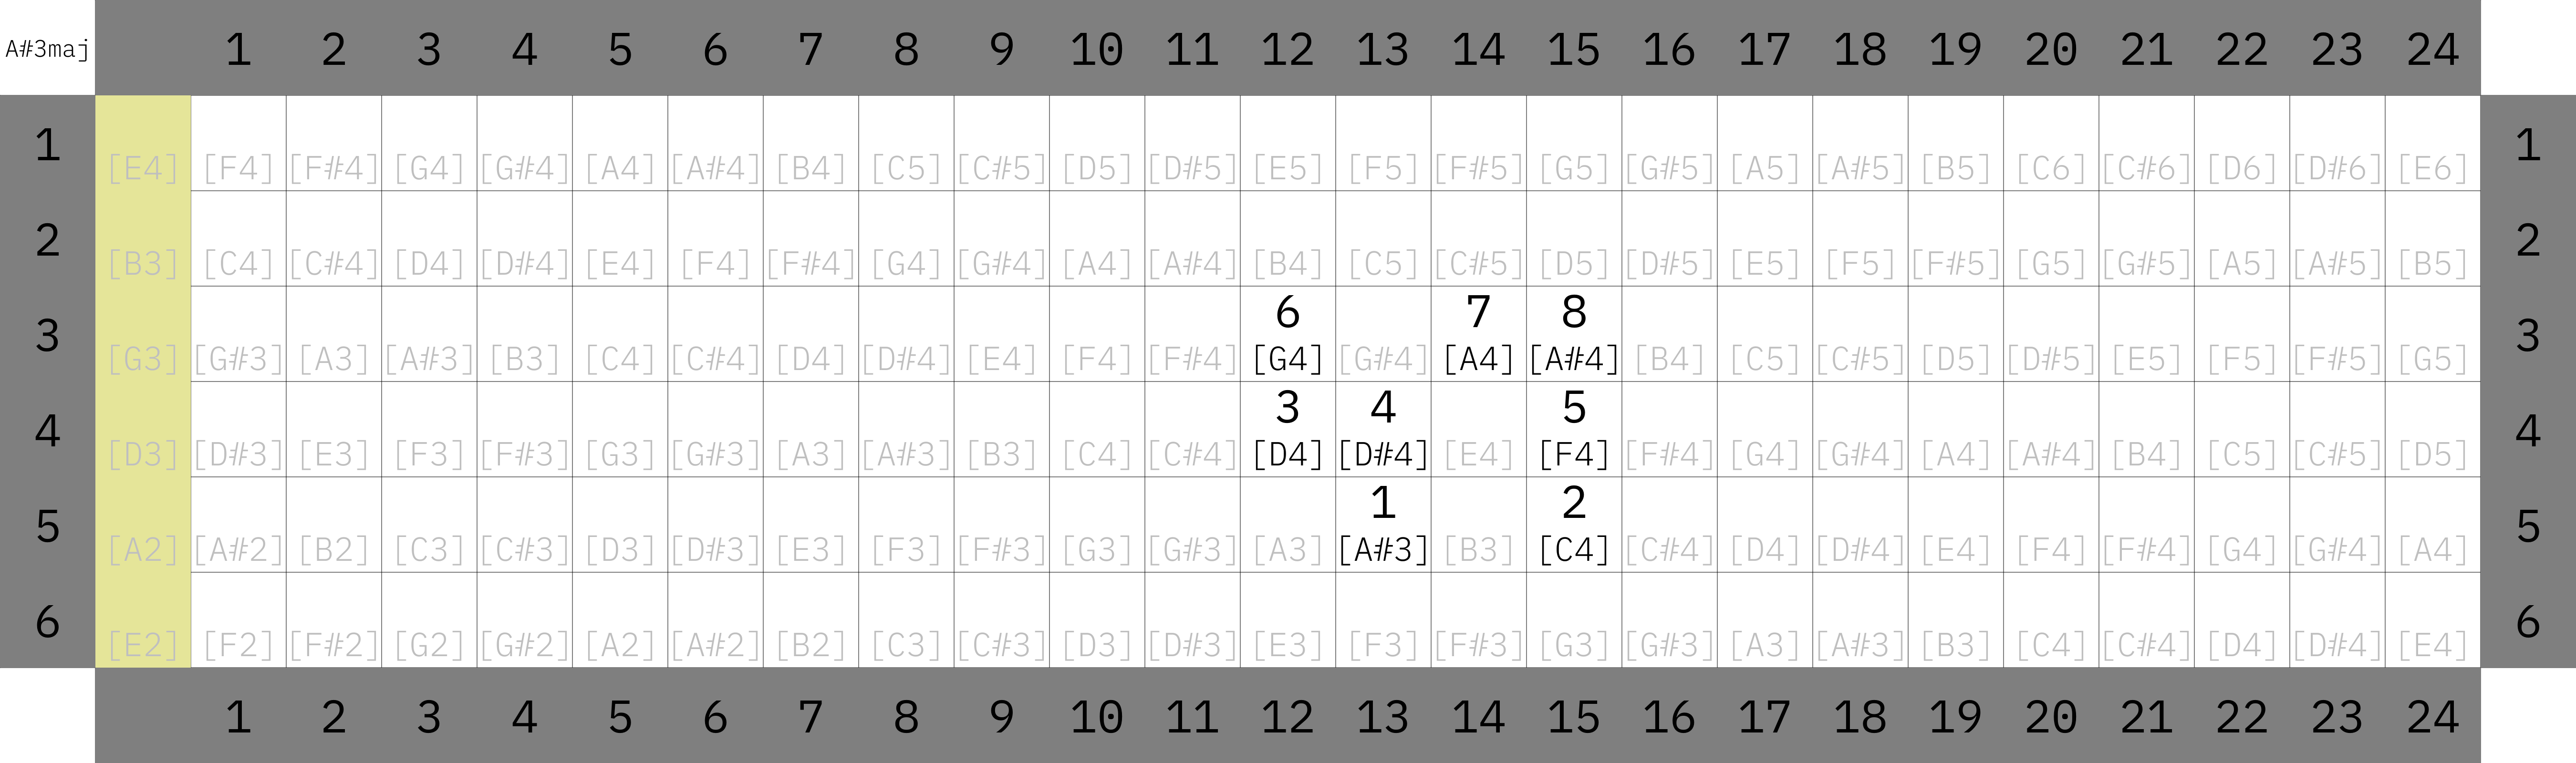 A#3maj 1 2 3 4 5 6 7 8 9 10 11 12 13 14 15 16 17 18 19 20 21 22 23 24
1 [E4] [F4] [F#4] [G4] [G#4] [A4] [A#4] [B4] [C5] [C#5] [D5] [D#5] [E5] [F5] [F#5] [G5] [G#5] [A5] [A#5] [B5] [C6] [C#6] [D6] [D#6] [E6] 1
2 [B3] [C4] [C#4] [D4] [D#4] [E4] [F4] [F#4] [G4] [G#4] [A4] [A#4] [B4] [C5] [C#5] [D5] [D#5] [E5] [F5] [F#5] [G5] [G#5] [A5] [A#5] [B5] 2
6 7 8
3 [G3] [G#3] [A3] [A#3] [B3] [C4] [C#4] [D4] [D#4] [E4] [F4] [F#4] [G4] [G#4] [A4] [A#4] [B4] [C5] [C#5] [D5] [D#5] [E5] [F5] [F#5] [G5] 3
3 4 5
4 [D3] [D#3] [E3] [F3] [F#3] [G3] [G#3] [A3] [A#3] [B3] [C4] [C#4] [D4] [D#4] [E4] [F4] [F#4] [G4] [G#4] [A4] [A#4] [B4] [C5] [C#5] [D5] 4
1 2
5 [A2] [A#2] [B2] [C3] [C#3] [D3] [D#3] [E3] [F3] [F#3] [G3] [G#3] [A3] [A#3] [B3] [C4] [C#4] [D4] [D#4] [E4] [F4] [F#4] [G4] [G#4] [A4] 5
6 [E2] [F2] [F#2] [G2] [G#2] [A2] [A#2] [B2] [C3] [C#3] [D3] [D#3] [E3] [F3] [F#3] [G3] [G#3] [A3] [A#3] [B3] [C4] [C#4] [D4] [D#4] [E4] 6
1 2 3 4 5 6 7 8 9 10 11 12 13 14 15 16 17 18 19 20 21 22 23 24